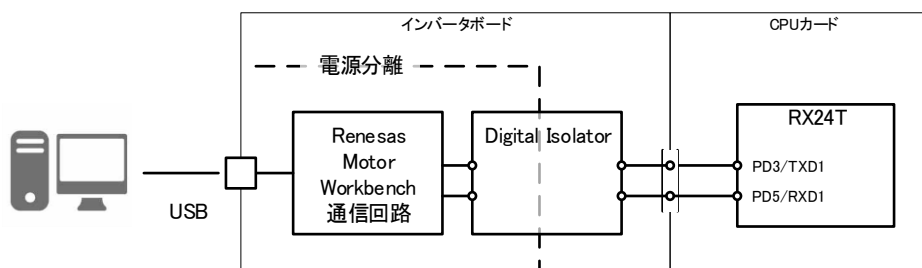 インバータボード
CPUカード
電源分離
Renesas
Motor
Workbench
通信回路
Digital Isolator
RX24T
PD3/TXD1
PD5/RXD1
USB